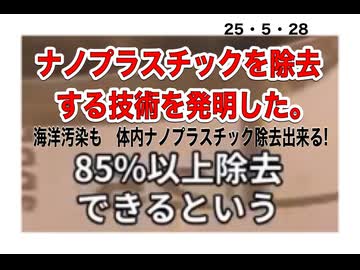 25・5・28
ナノプラスチックを除去
する技術を発明した。
海洋汚染も　体内ナノプラスチック除去出来る!
85%以上除去
できるという